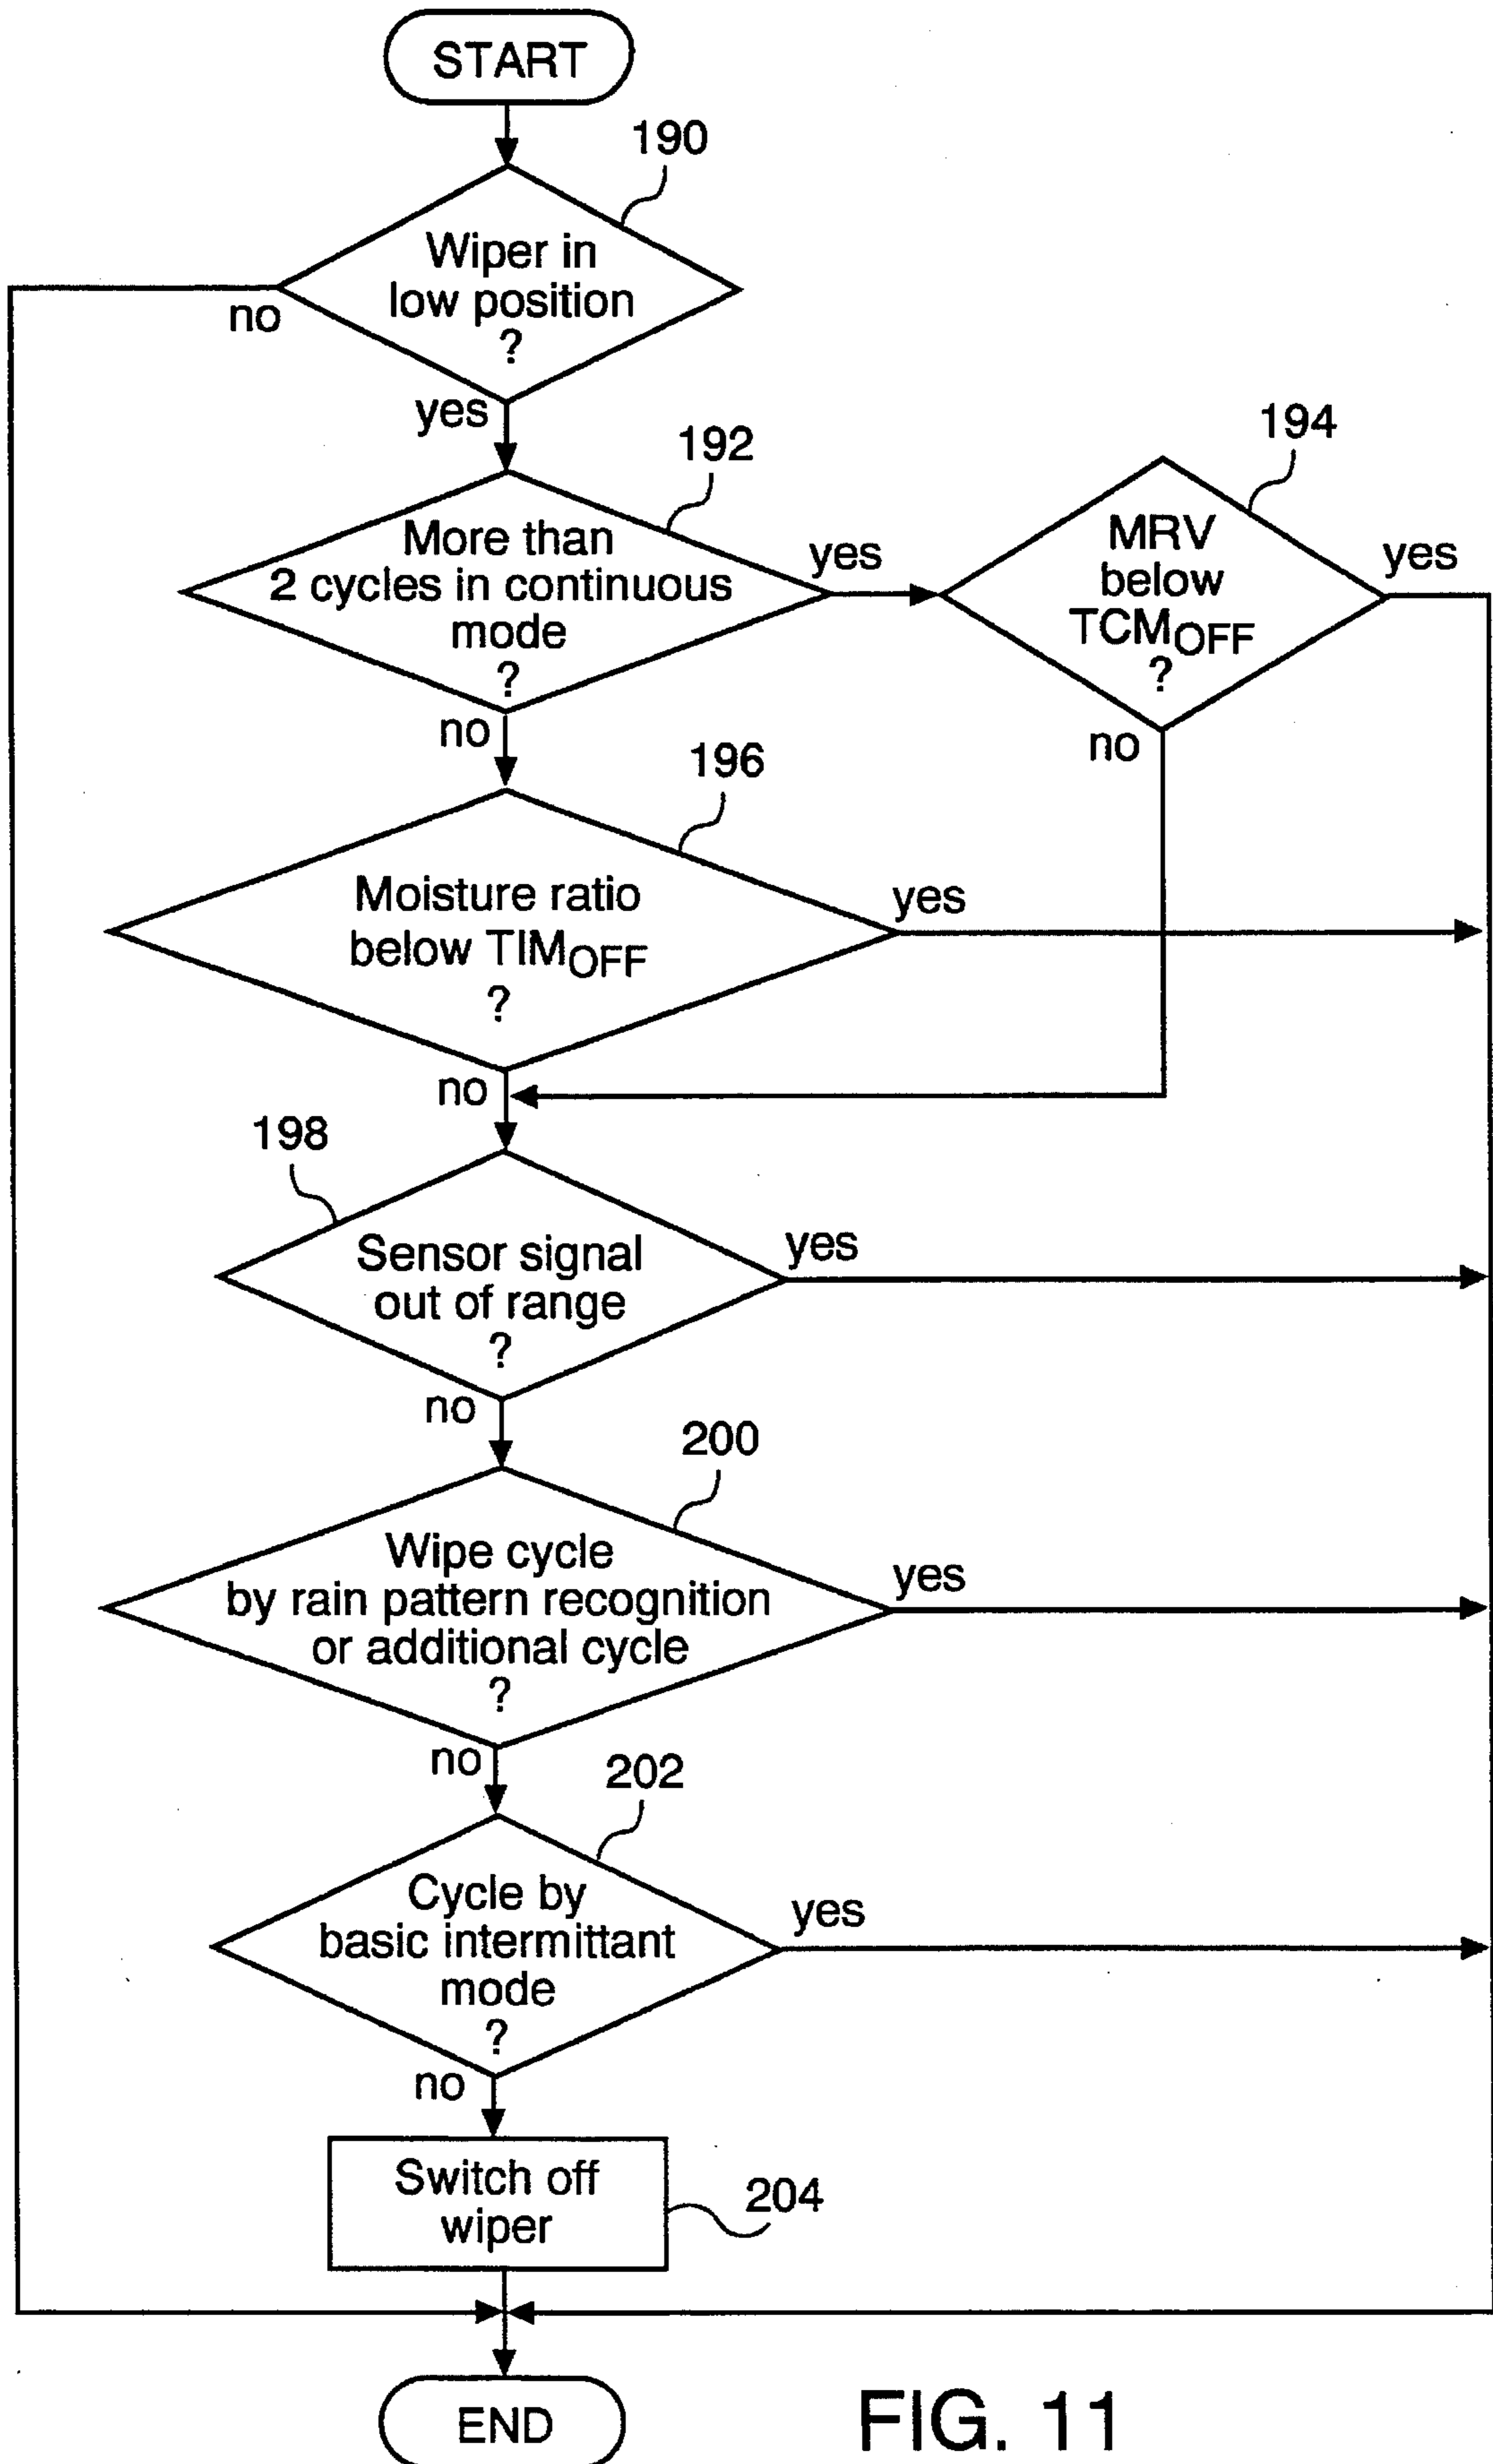 START
190
Wiper in
low position
?
no
yes
192
More than
2 cycles in continuous
mode
?
yes
no
194
MRV
below
TCMOFF
?
yes
no
196
Moisture ratio
below TIMOFF
?
yes
no
198
Sensor signal
out of range
?
yes
no
200
Wipe cycle
by rain pattern recognition
or additional cycle
?
yes
no
202
Cycle by
basic intermittant
mode
?
yes
no
Switch off
wiper
204
END
FIG. 11